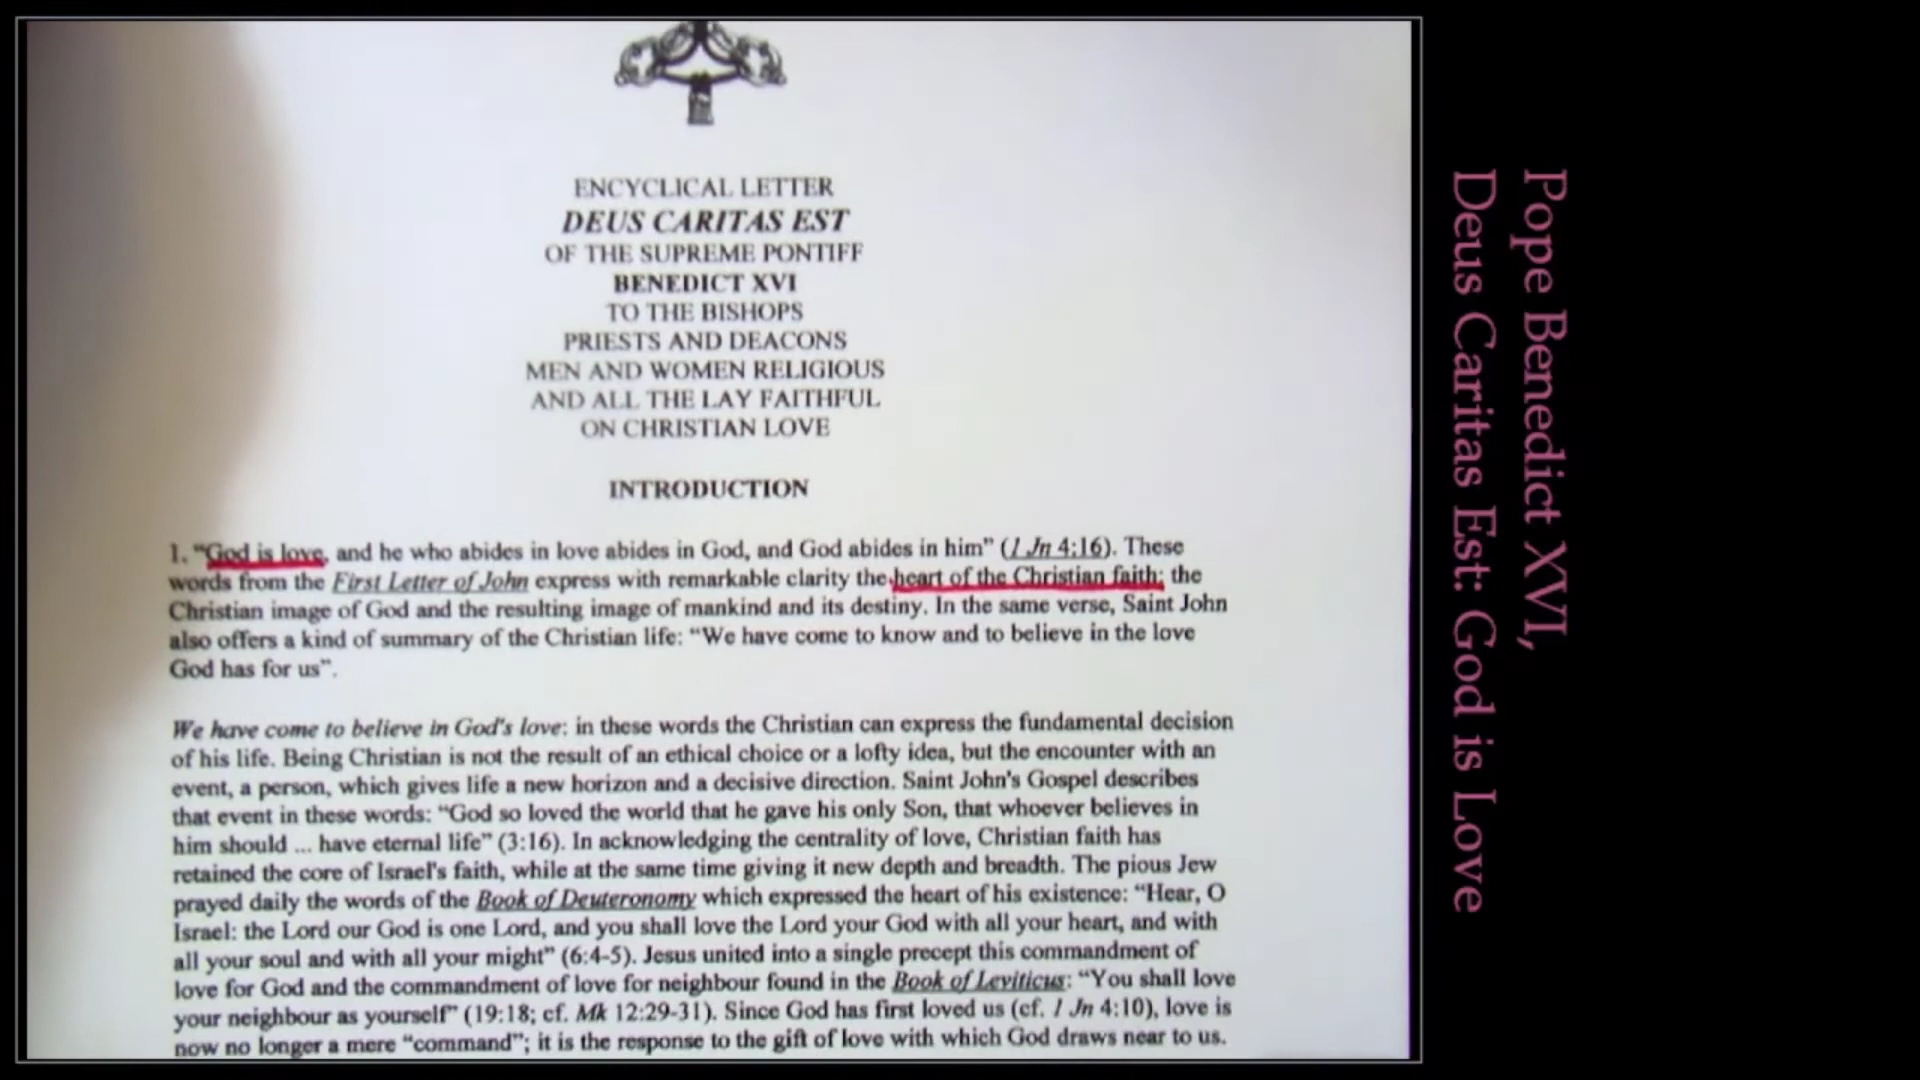 ENCYCLICAL LETTER
DEUS CARITAS EST
OF THE SUPREME PONTIFF
BENEDICT XVI
TO THE BISHOPS
PRIESTS AND DEACONS
MEN AND WOMEN RELIGIOUS
AND ALL THE LAY FAITHFUL
ON CHRISTIAN LOVE
INTRODUCTION
1. “God is love, and he who abides in love abides in God, and God abides in him” (1 Jn 4:16). These
words from the First Letter of John express with remarkable clarity the heart of the Christian faith: the
Christian image of God and the resulting image of mankind and its destiny. In the same verse, Saint John
also offers a kind of summary of the Christian life: “We have come to know and to believe in the love
God has for us”.
We have come to believe in God's love: in these words the Christian can express the fundamental decision
of his life. Being Christian is not the result of an ethical choice or a lofty idea, but the encounter with an
event, a person, which gives life a new horizon and a decisive direction. Saint John's Gospel describes
that event in these words: “God so loved the world that he gave his only Son, that whoever believes in
him should ... have eternal life” (3:16). In acknowledging the centrality of love, Christian faith has
retained the core of Israel's faith, while at the same time giving it new depth and breadth. The pious Jew
prayed daily the words of the Book of Deuteronomy which expressed the heart of his existence: “Hear, O
Israel: the Lord our God is one Lord, and you shall love the Lord your God with all your heart, and with
all your soul and with all your might” (6:4-5). Jesus united into a single precept this commandment of
love for God and the commandment of love for neighbour found in the Book of Leviticus: “You shall love
your neighbour as yourself” (19:18; cf. Mk 12:29-31). Since God has first loved us (cf. 1 Jn 4:10), love is
now no longer a mere “command”; it is the response to the gift of love with which God draws near to us.
Pope Benedict XVI,
Deus Caritas Est: God is Love